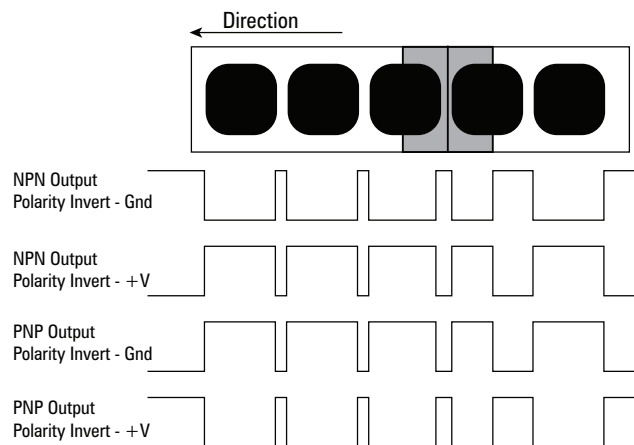 Direction
NPN Output
Polarity Invert - Gnd
NPN Output
Polarity Invert - +V
PNP Output
Polarity Invert - Gnd
PNP Output
Polarity Invert - +V